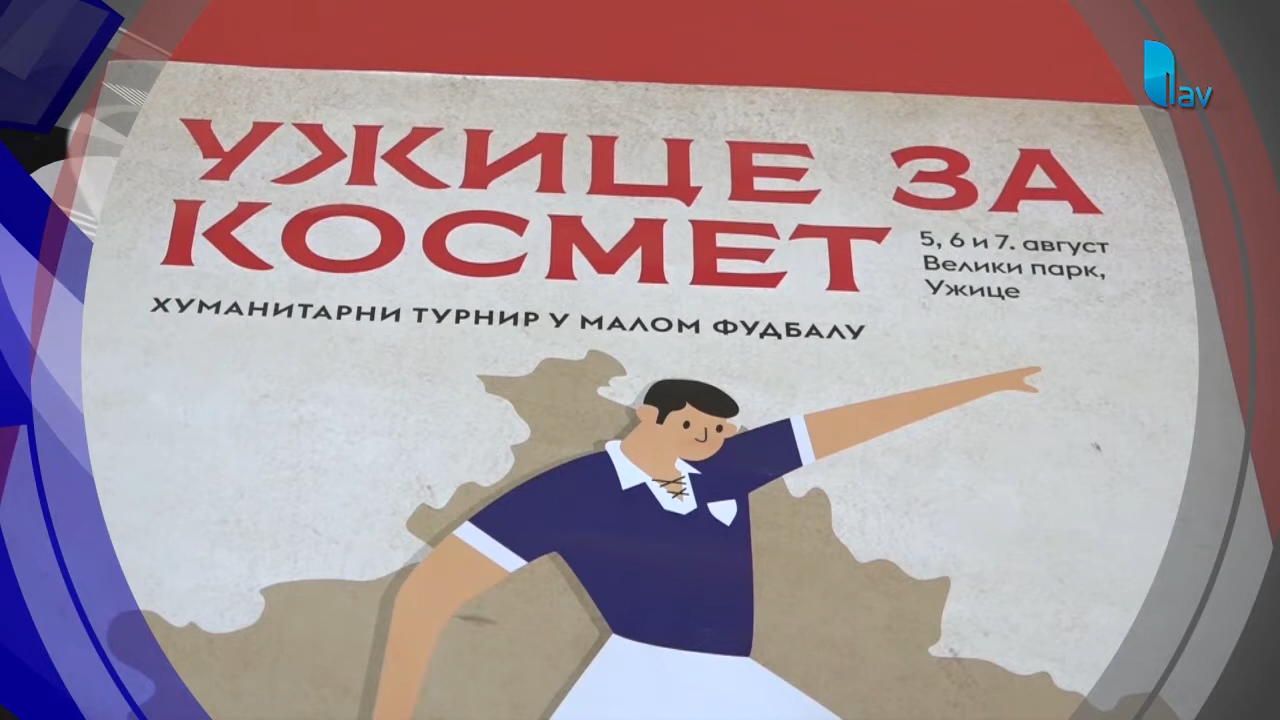 lav
УЖИЦЕ ЗА
КОСМЕТ
5, 6 и 7. август
Велики парк,
Ужице
ХУМАНИТАРНИ ТУРНИР У МАЛОМ ФУДБАЛУ